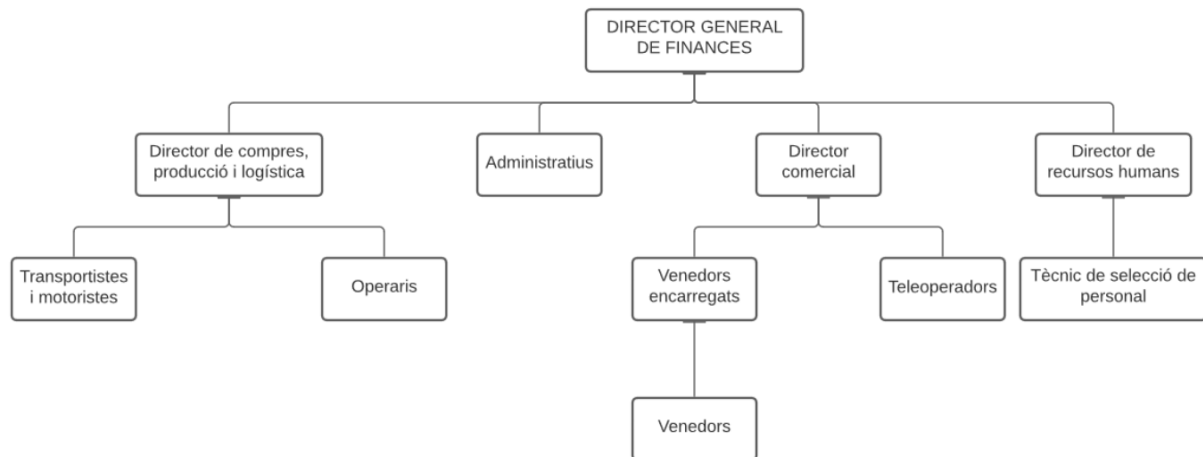 DIRECTOR GENERAL
DE FINANCES
Director de compres,
producció i logística
Administratius
Director
comercial
Director de
recursos humans
Transportistes
i motoristes
Operaris
Venedors
encarregats
Teleoperadors
Tècnic de selecció de
personal
Venedors